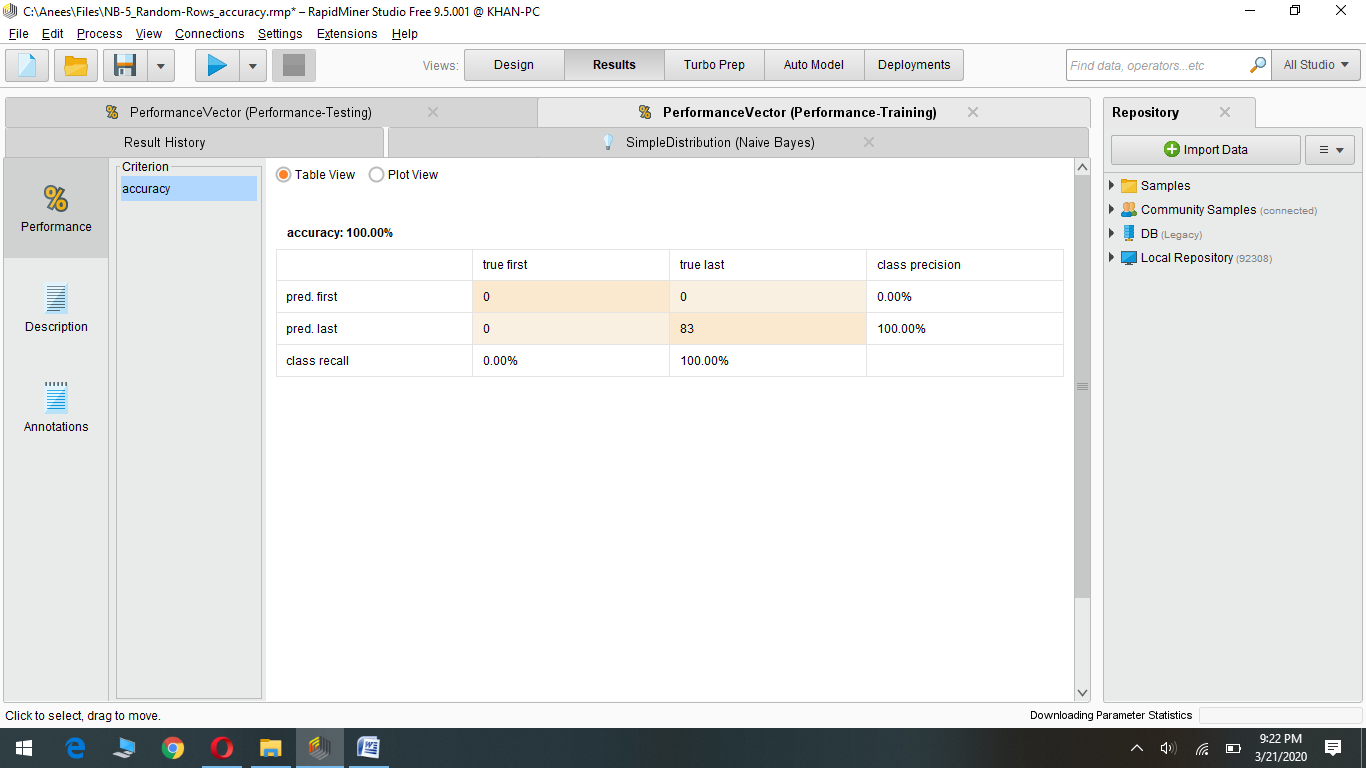 C:\Anees\Files\NB-5_Random-Rows_accuracy.rmp* – RapidMiner Studio Free 9.5.001 @ KHAN-PC
File Edit Process View Connections Settings Extensions Help
Views: Design Results Turbo Prep Auto Model Deployments Find data, operators...etc All Studio
PerformanceVector (Performance-Testing) PerformanceVector (Performance-Training)
Result History SimpleDistribution (Naive Bayes)
Performance
Description
Annotations
Criterion
accuracy
Table View Plot View
accuracy: 100.00%
true first true last class precision
pred. first 0 0 0.00%
pred. last 0 83 100.00%
class recall 0.00% 100.00%
Repository
Import Data
Samples
Community Samples (connected)
DB (Legacy)
Local Repository (92308)
Click to select, drag to move. Downloading Parameter Statistics
9:22 PM
3/21/2020